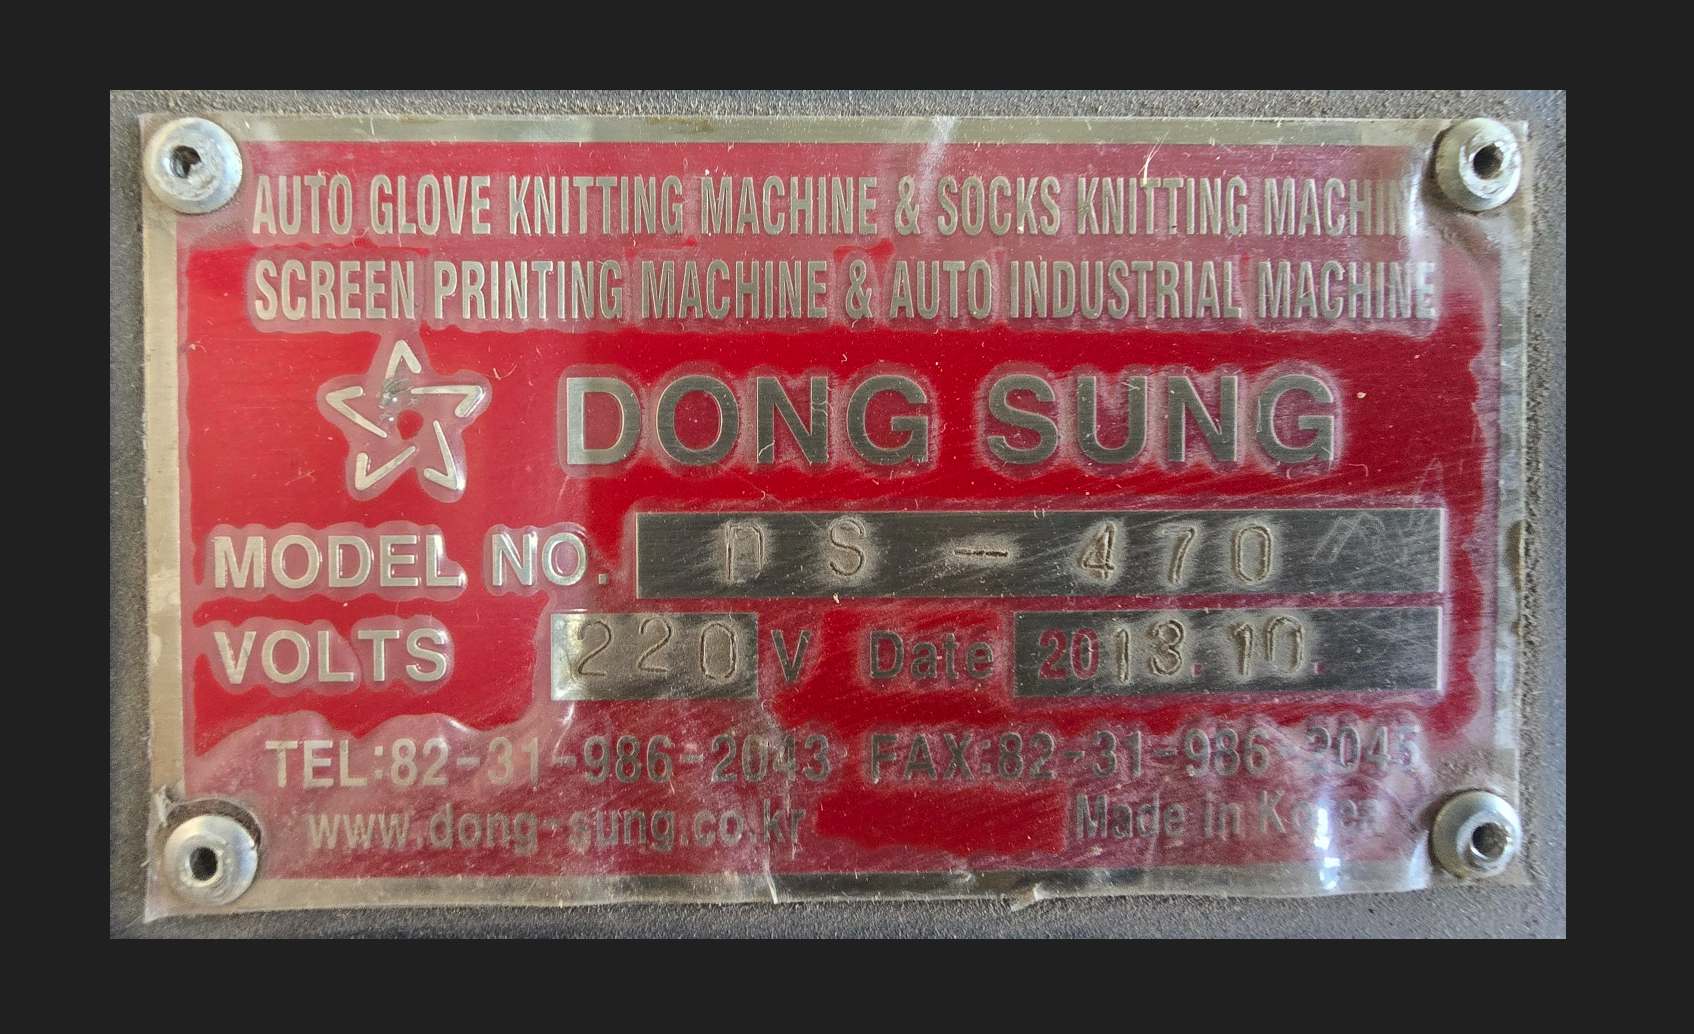 AUTO GLOVE KNITTING MACHINE & SOCKS KNITTING MACHINE
SCREEN PRINTING MACHINE & AUTO INDUSTRIAL MACHINE
DONG SUNG
MODEL NO. DS-470
VOLTS 220 V Date 2013.10.
TEL:82-31-986-2043 FAX:82-31-986-2045
www.dong-sung.co.kr Made in Korea